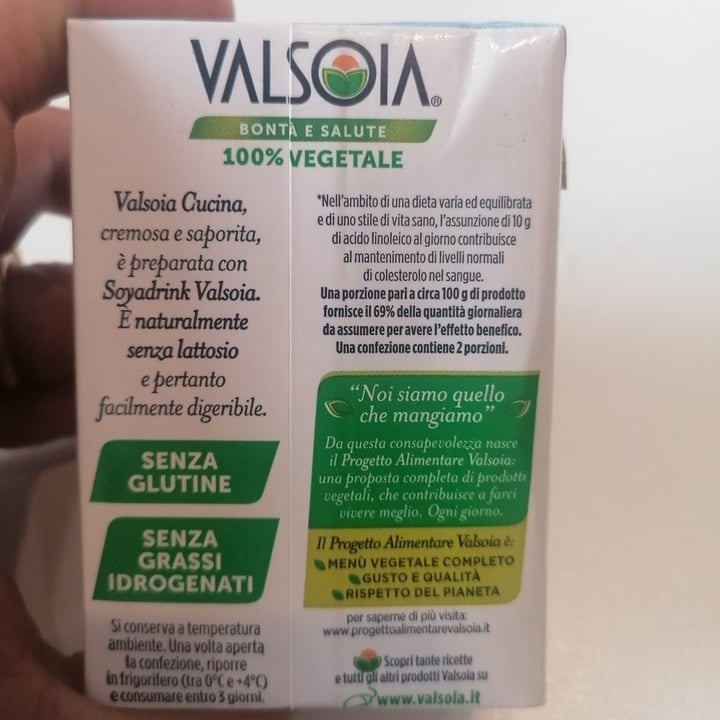 VALSOIA®
BONTÀ E SALUTE
100% VEGETALE
Valsoia Cucina,
cremosa e saporita,
è preparata con
Soyadrink Valsoia.
È naturalmente
senza lattosio
e pertanto
facilmente digeribile.
SENZA
GLUTINE
SENZA
GRASSI
IDROGENATI
Si conserva a temperatura
ambiente. Una volta aperta
la confezione, riporre
in frigorifero (tra 0°C e +4°C)
e consumare entro 3 giorni.
*Nell'ambito di una dieta varia ed equilibrata
e di uno stile di vita sano, l'assunzione di 10 g
di acido linoleico al giorno contribuisce
al mantenimento di livelli normali
di colesterolo nel sangue.
Una porzione pari a circa 100 g di prodotto
fornisce il 69% della quantità giornaliera
da assumere per avere l'effetto benefico.
Una confezione contiene 2 porzioni.
“Noi siamo quello
che mangiamo”
Da questa consapevolezza nasce
il Progetto Alimentare Valsoia:
una proposta completa di prodotti
vegetali, che contribuisce a farci
vivere meglio. Ogni giorno.
Il Progetto Alimentare Valsoia è:
MENÙ VEGETALE COMPLETO
GUSTO E QUALITÀ
RISPETTO DEL PIANETA
per saperne di più visita:
www.progettoalimentarevalsoia.it
Scopri tante ricette
e tutti gli altri prodotti Valsoia su
www.valsoia.it